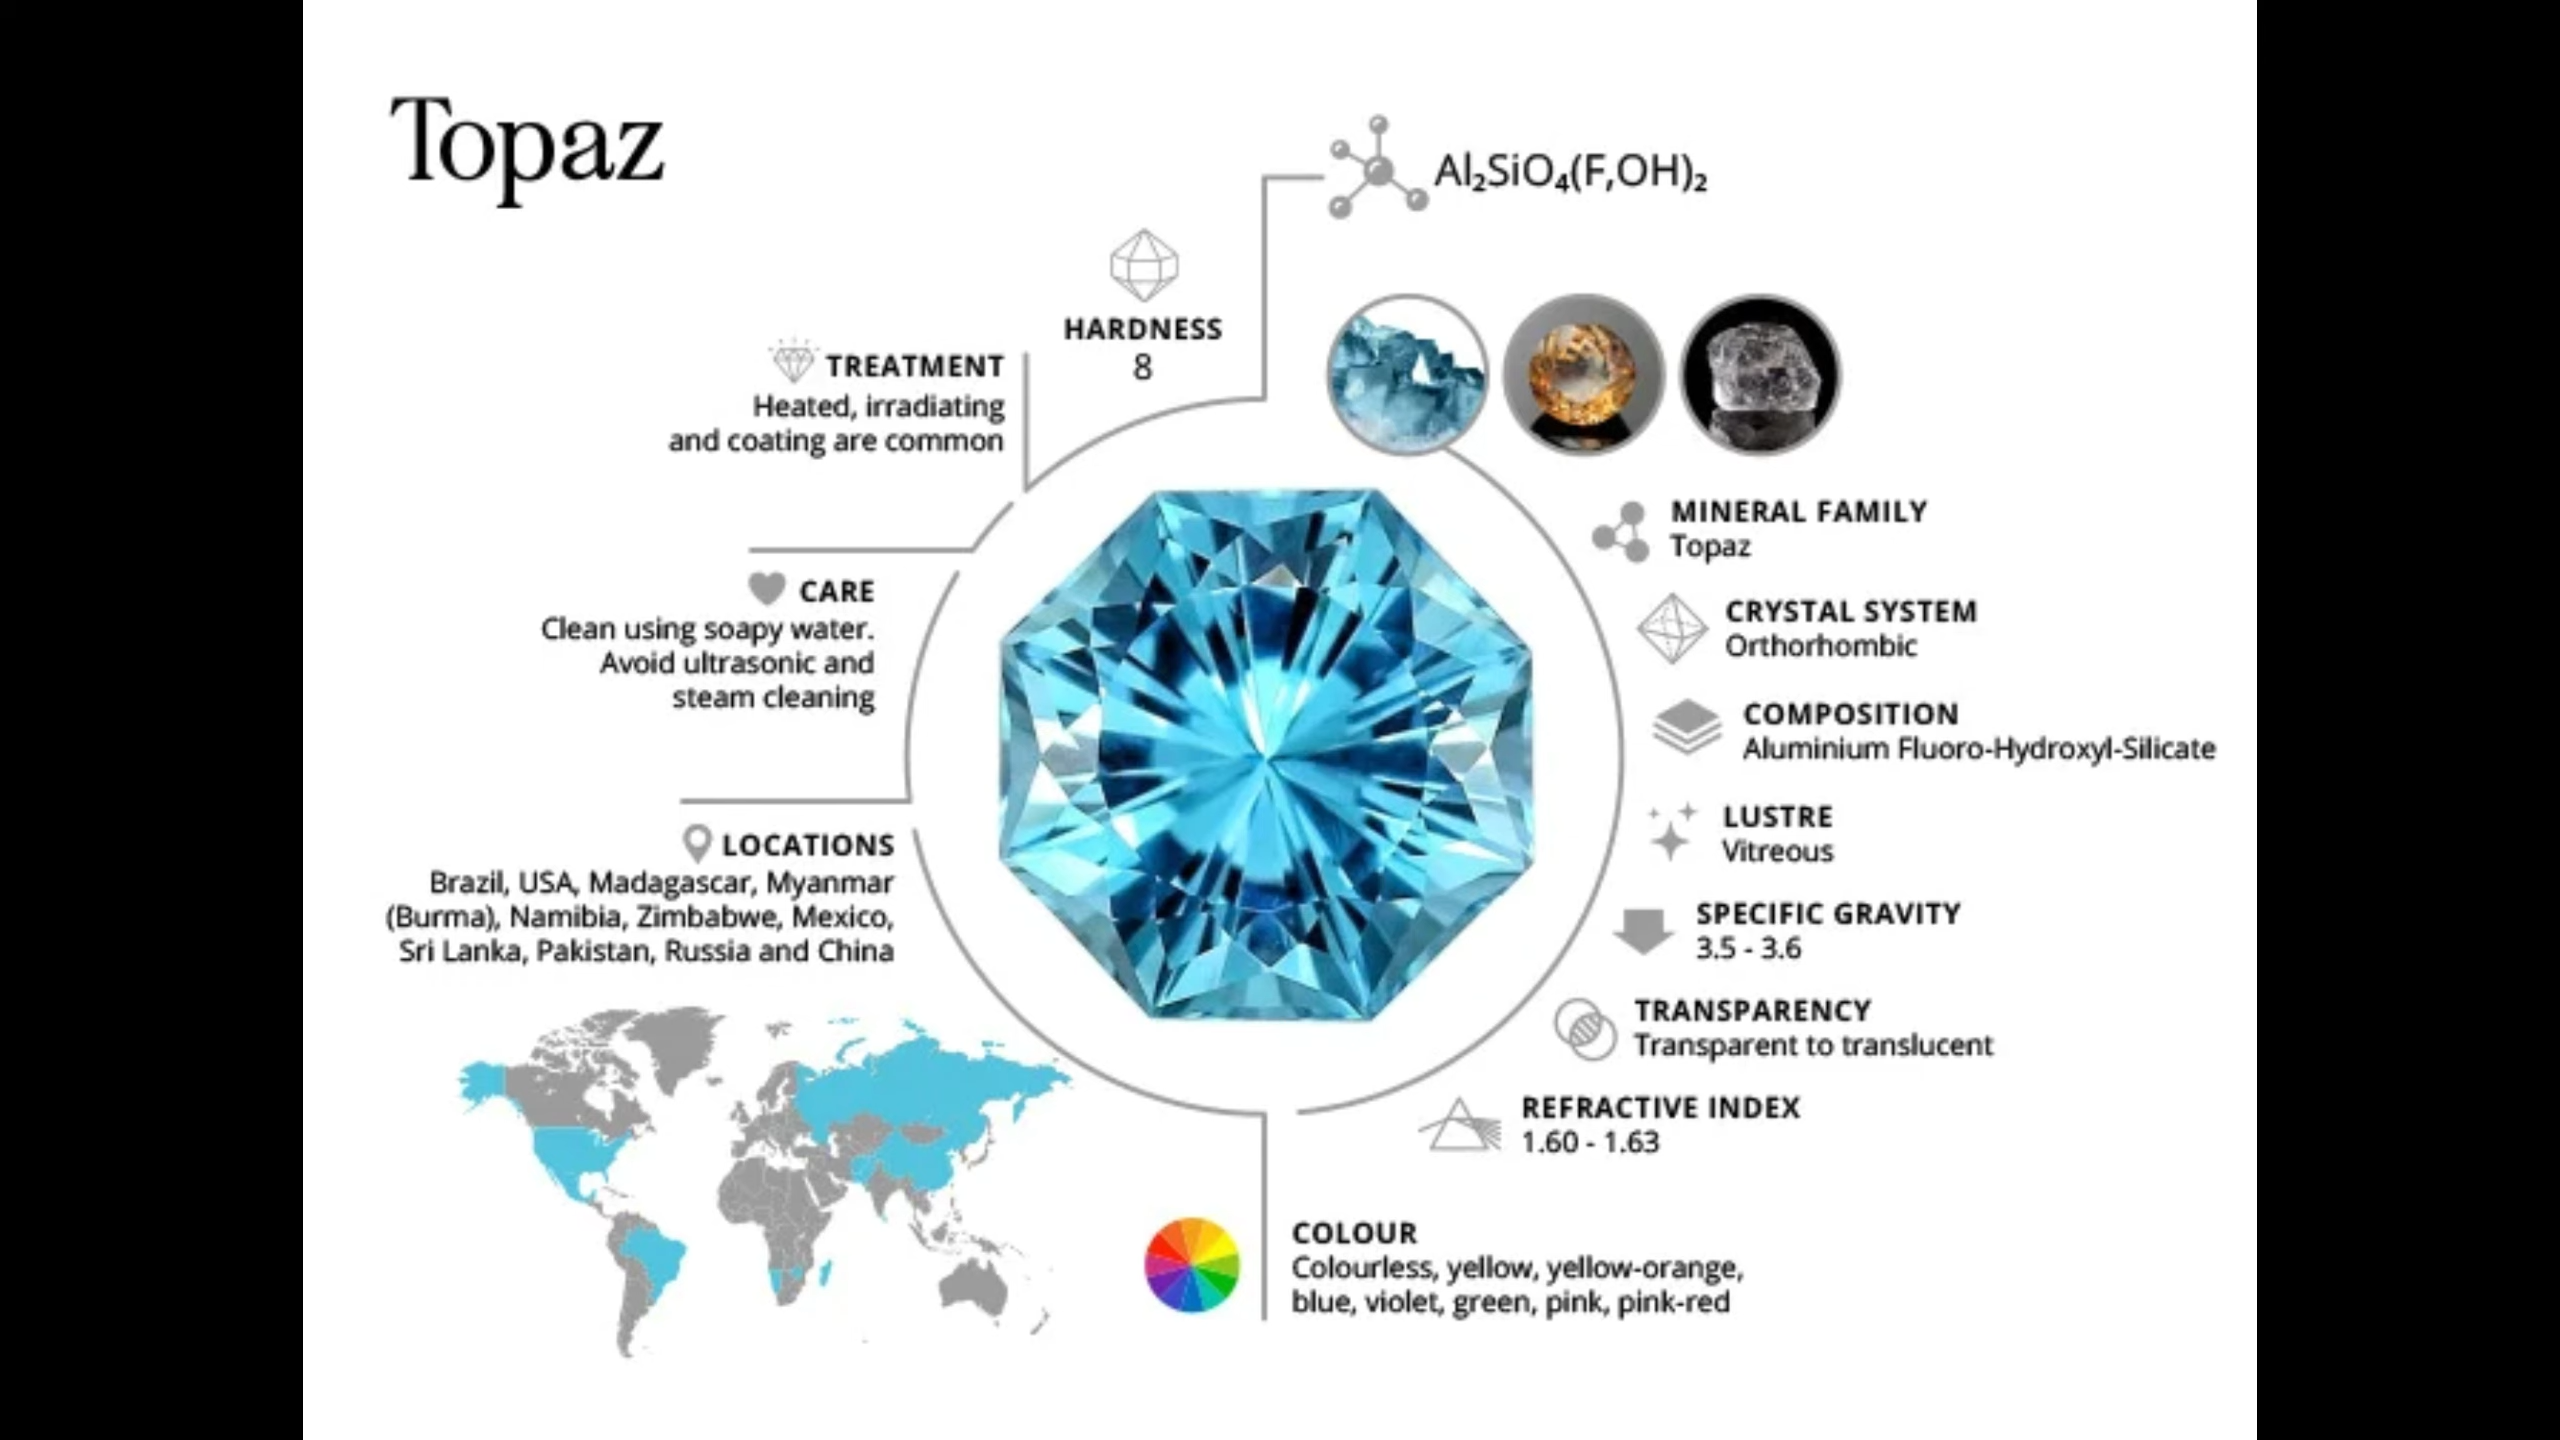 Topaz
Al₂SiO₄(F,OH)₂
HARDNESS
8
TREATMENT
Heated, irradiating
and coating are common
CARE
Clean using soapy water.
Avoid ultrasonic and
steam cleaning
LOCATIONS
Brazil, USA, Madagascar, Myanmar
(Burma), Namibia, Zimbabwe, Mexico,
Sri Lanka, Pakistan, Russia and China
MINERAL FAMILY
Topaz
CRYSTAL SYSTEM
Orthorhombic
COMPOSITION
Aluminium Fluoro-Hydroxyl-Silicate
LUSTRE
Vitreous
SPECIFIC GRAVITY
3.5 - 3.6
TRANSPARENCY
Transparent to translucent
REFRACTIVE INDEX
1.60 - 1.63
COLOUR
Colourless, yellow, yellow-orange,
blue, violet, green, pink, pink-red